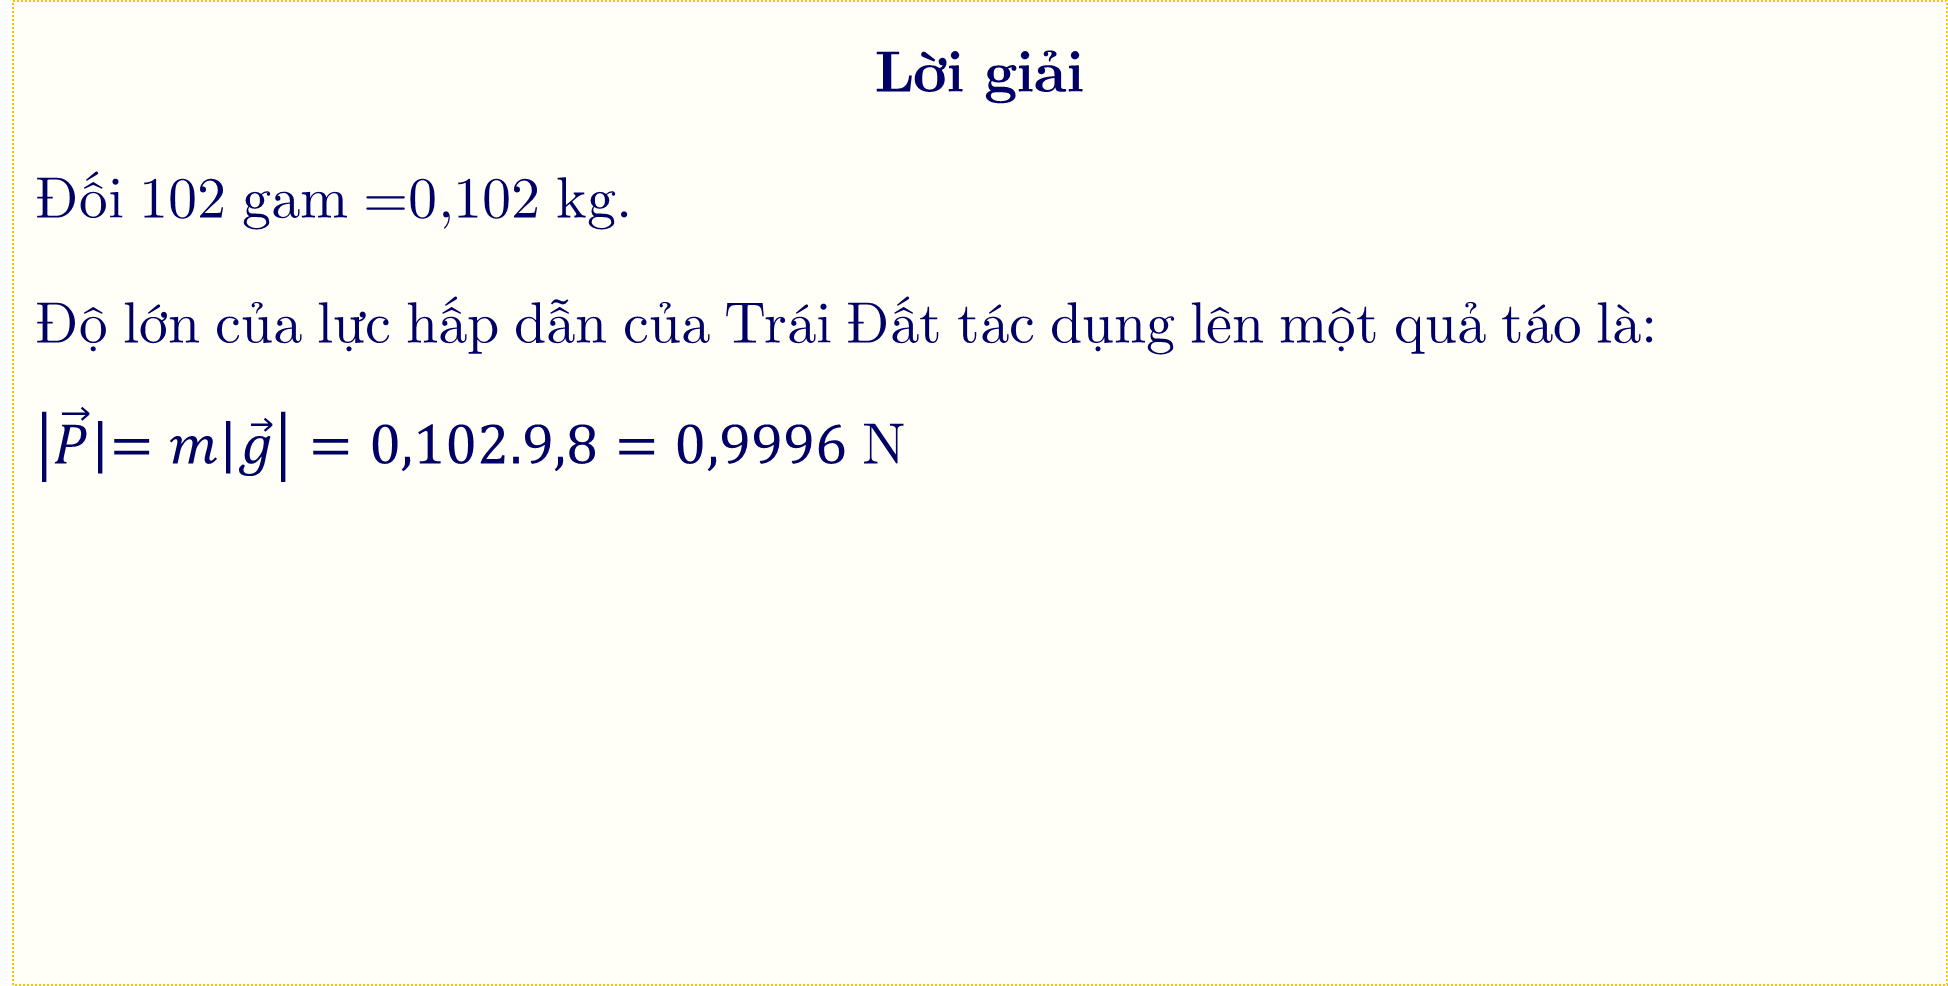 Lời giải
Đối 102 gam =0,102 kg.
Độ lớn của lực hấp dẫn của Trái Đất tác dụng lên một quả táo là:
|P⃗|= m|g⃗| = 0,102.9,8 = 0,9996 N